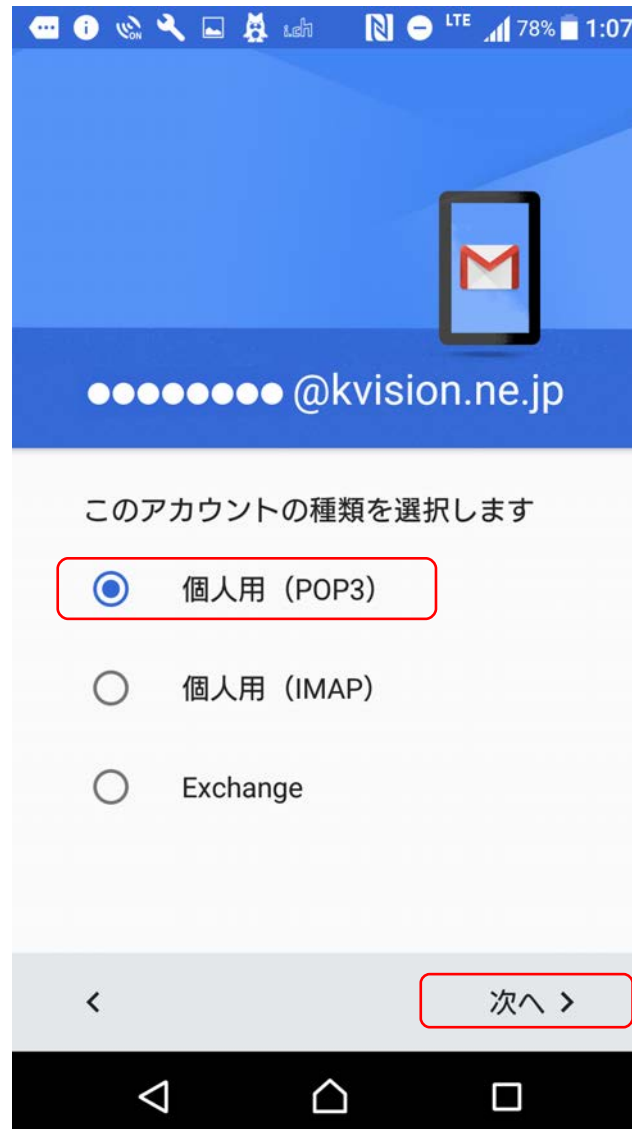 LTE 78% 1:07
●●●●●●●● @kvision.ne.jp
このアカウントの種類を選択します
個人用（POP3）
個人用（IMAP）
Exchange
次へ